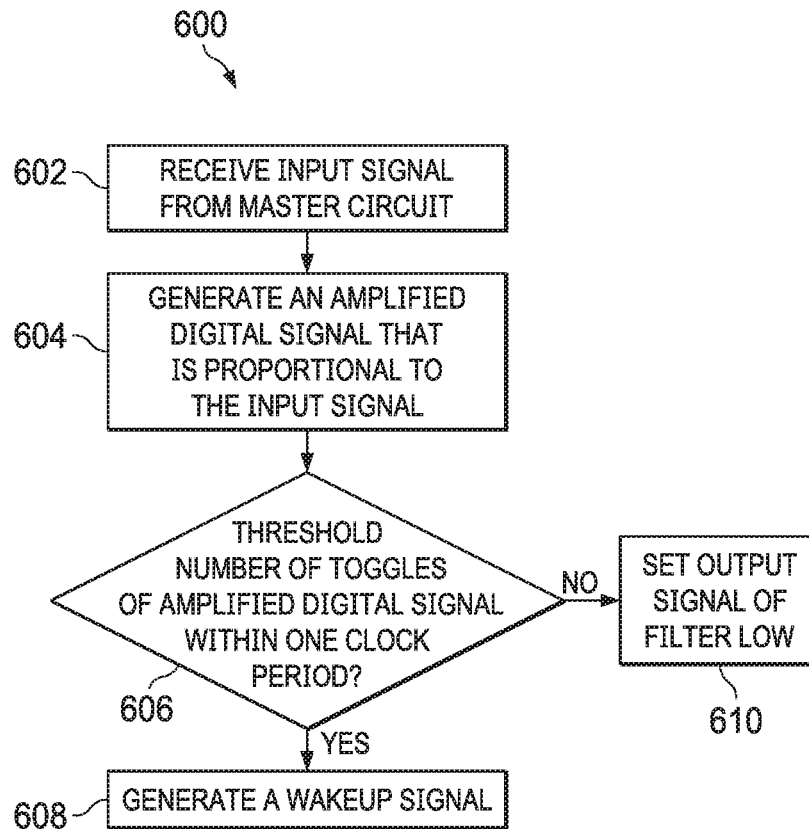 600
602
RECEIVE INPUT SIGNAL
FROM MASTER CIRCUIT
604
GENERATE AN AMPLIFIED
DIGITAL SIGNAL THAT
IS PROPORTIONAL TO
THE INPUT SIGNAL
THRESHOLD
NUMBER OF TOGGLES
OF AMPLIFIED DIGITAL SIGNAL
WITHIN ONE CLOCK
PERIOD?
606
NO
SET OUTPUT
SIGNAL OF
FILTER LOW
610
YES
608
GENERATE A WAKEUP SIGNAL